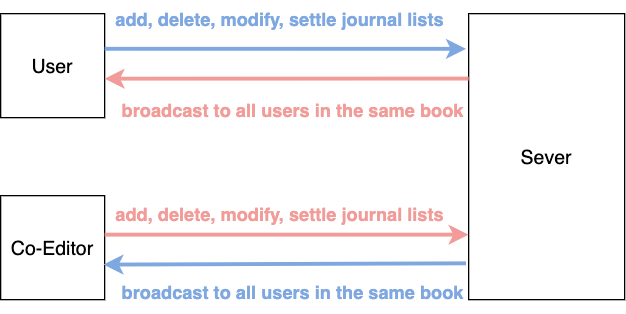 add, delete, modify, settle journal lists
User
broadcast to all users in the same book
Sever
add, delete, modify, settle journal lists
Co-Editor
broadcast to all users in the same book